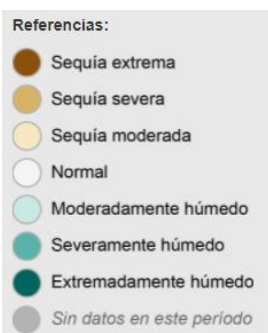 Referencias:
Sequía extrema
Sequía severa
Sequía moderada
Normal
Moderadamente húmedo
Severamente húmedo
Extremadamente húmedo
Sin datos en este período